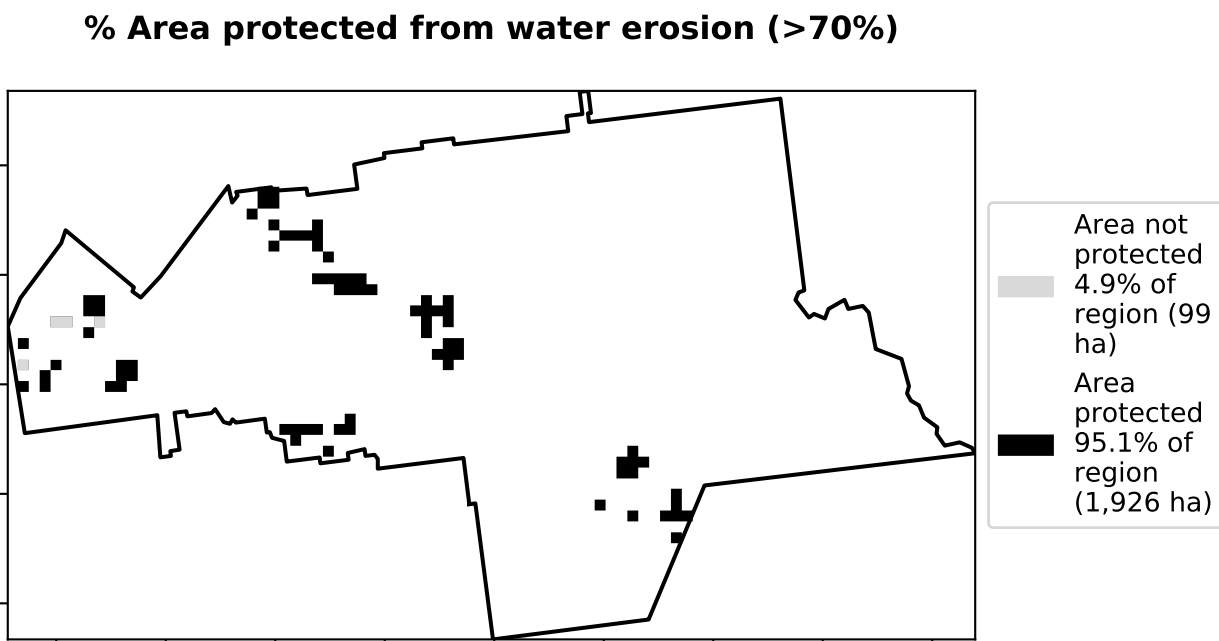 % Area protected from water erosion (>70%)
Area not
protected
4.9% of
region (99
ha)
Area
protected
95.1% of
region
(1,926 ha)